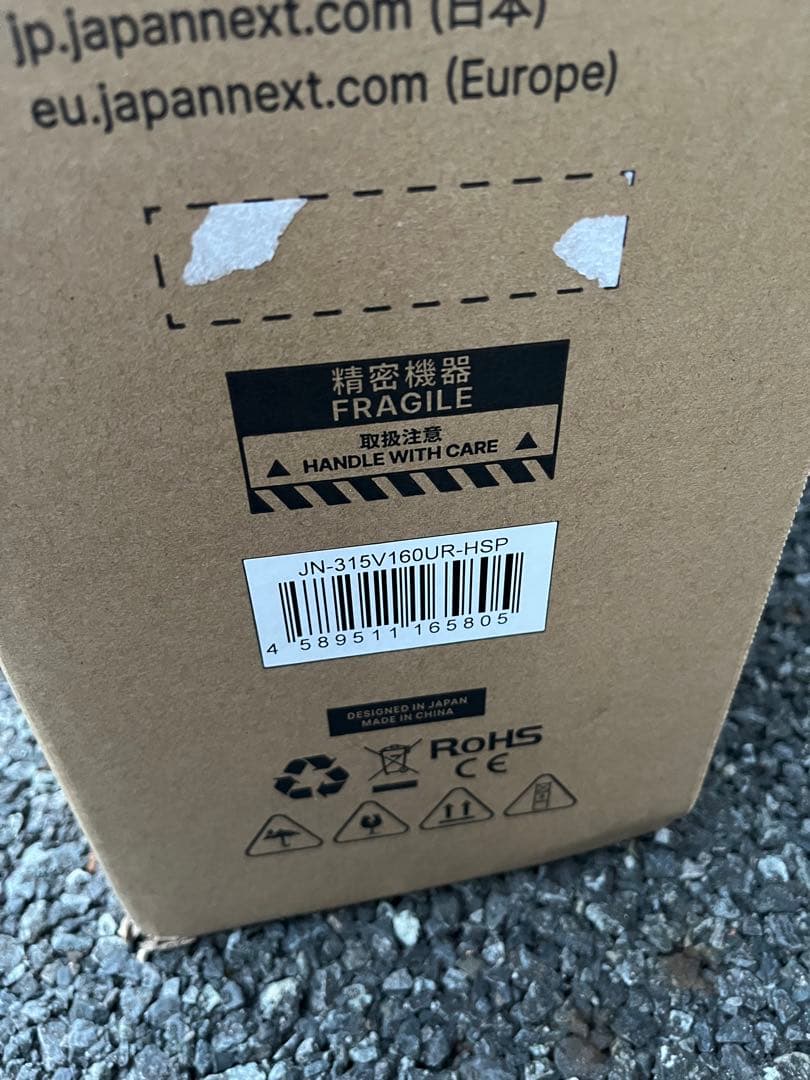 jp.japannext.com (日本)
eu.japannext.com (Europe)
精密機器
FRAGILE
取扱注意
HANDLE WITH CARE
JN-315V160UR-HSP
4 589511 165805
DESIGNED IN JAPAN
MADE IN CHINA
RoHS
CE